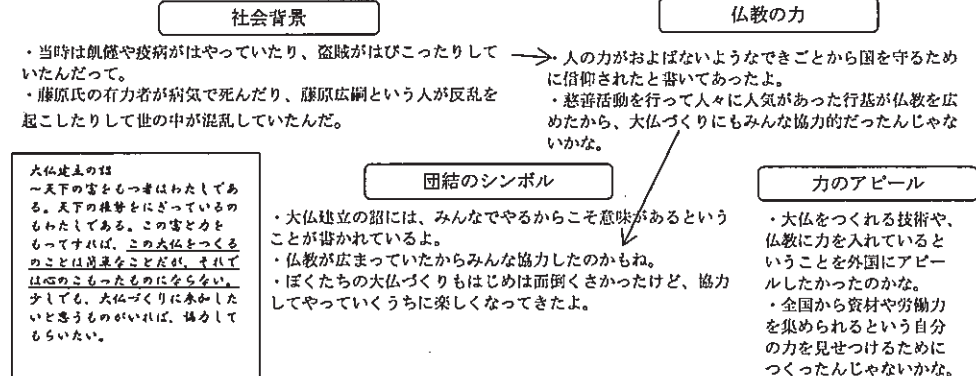 社会背景
・当時は飢饉や疫病がはやっていたり、盗賊がはびこったりして
いたんだって。
・藤原氏の有力者が病気で死んだり、藤原広嗣という人が反乱を
起こしたりして世の中が混乱していたんだ。
仏教の力
・人の力がおよばないようなできごとから国を守るため
に信仰されたと書いてあったよ。
・慈善活動を行って人々に人気があった行基が仏教を広
めたから、大仏づくりにもみんな協力的だったんじゃな
いかな。
大仏建立の詔
～天下の富をもつ者はわたしであ
る。天下の権勢をにぎっているの
もわたしである。この富と力を
もってすれば、この大仏をつくる
のことは簡単なことだが、それで
は心のこもったものにならない。
少しでも、大仏づくりに参加した
いと思うものがいれば、協力して
もらいたい。
団結のシンボル
・大仏建立の詔には、みんなでやるからこそ意味があるという
ことが書かれているよ。
・仏教が広まっていたからみんな協力したのかもね。
・ぼくたちの大仏づくりもはじめは面倒くさかったけど、協力
してやっていくうちに楽しくなってきたよ。
力のアピール
・大仏をつくれる技術や、
仏教に力を入れていると
いうことを外国にアピー
ルしたかったのかな。
・全国から資材や労働力
を集められるという自分
の力を見せつけるために
つくったんじゃないかな。